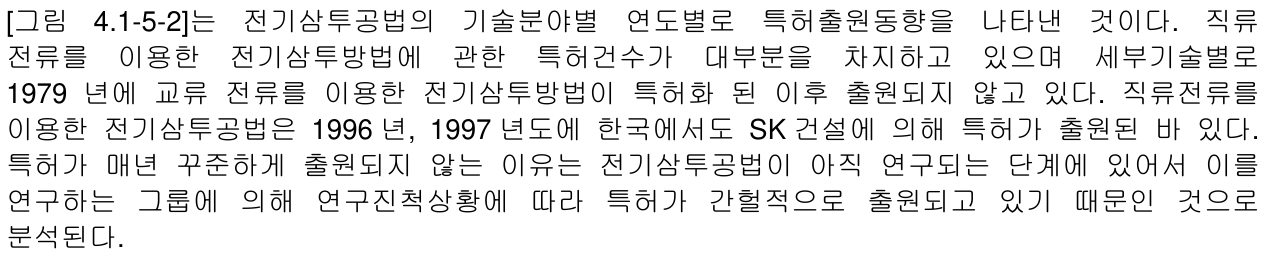 [그림 4.1-5-2]는 전기삼투공법의 기술분야별 연도별로 특허출원동향을 나타낸 것이다. 직류
전류를 이용한 전기삼투방법에 관한 특허건수가 대부분을 차지하고 있으며 세부기술별로
1979 년에 교류 전류를 이용한 전기삼투방법이 특허화 된 이후 출원되지 않고 있다. 직류전류를
이용한 전기삼투공법은 1996 년, 1997 년도에 한국에서도 SK 건설에 의해 특허가 출원된 바 있다.
특허가 매년 꾸준하게 출원되지 않는 이유는 전기삼투공법이 아직 연구되는 단계에 있어서 이를
연구하는 그룹에 의해 연구진척상황에 따라 특허가 간헐적으로 출원되고 있기 때문인 것으로
분석된다.